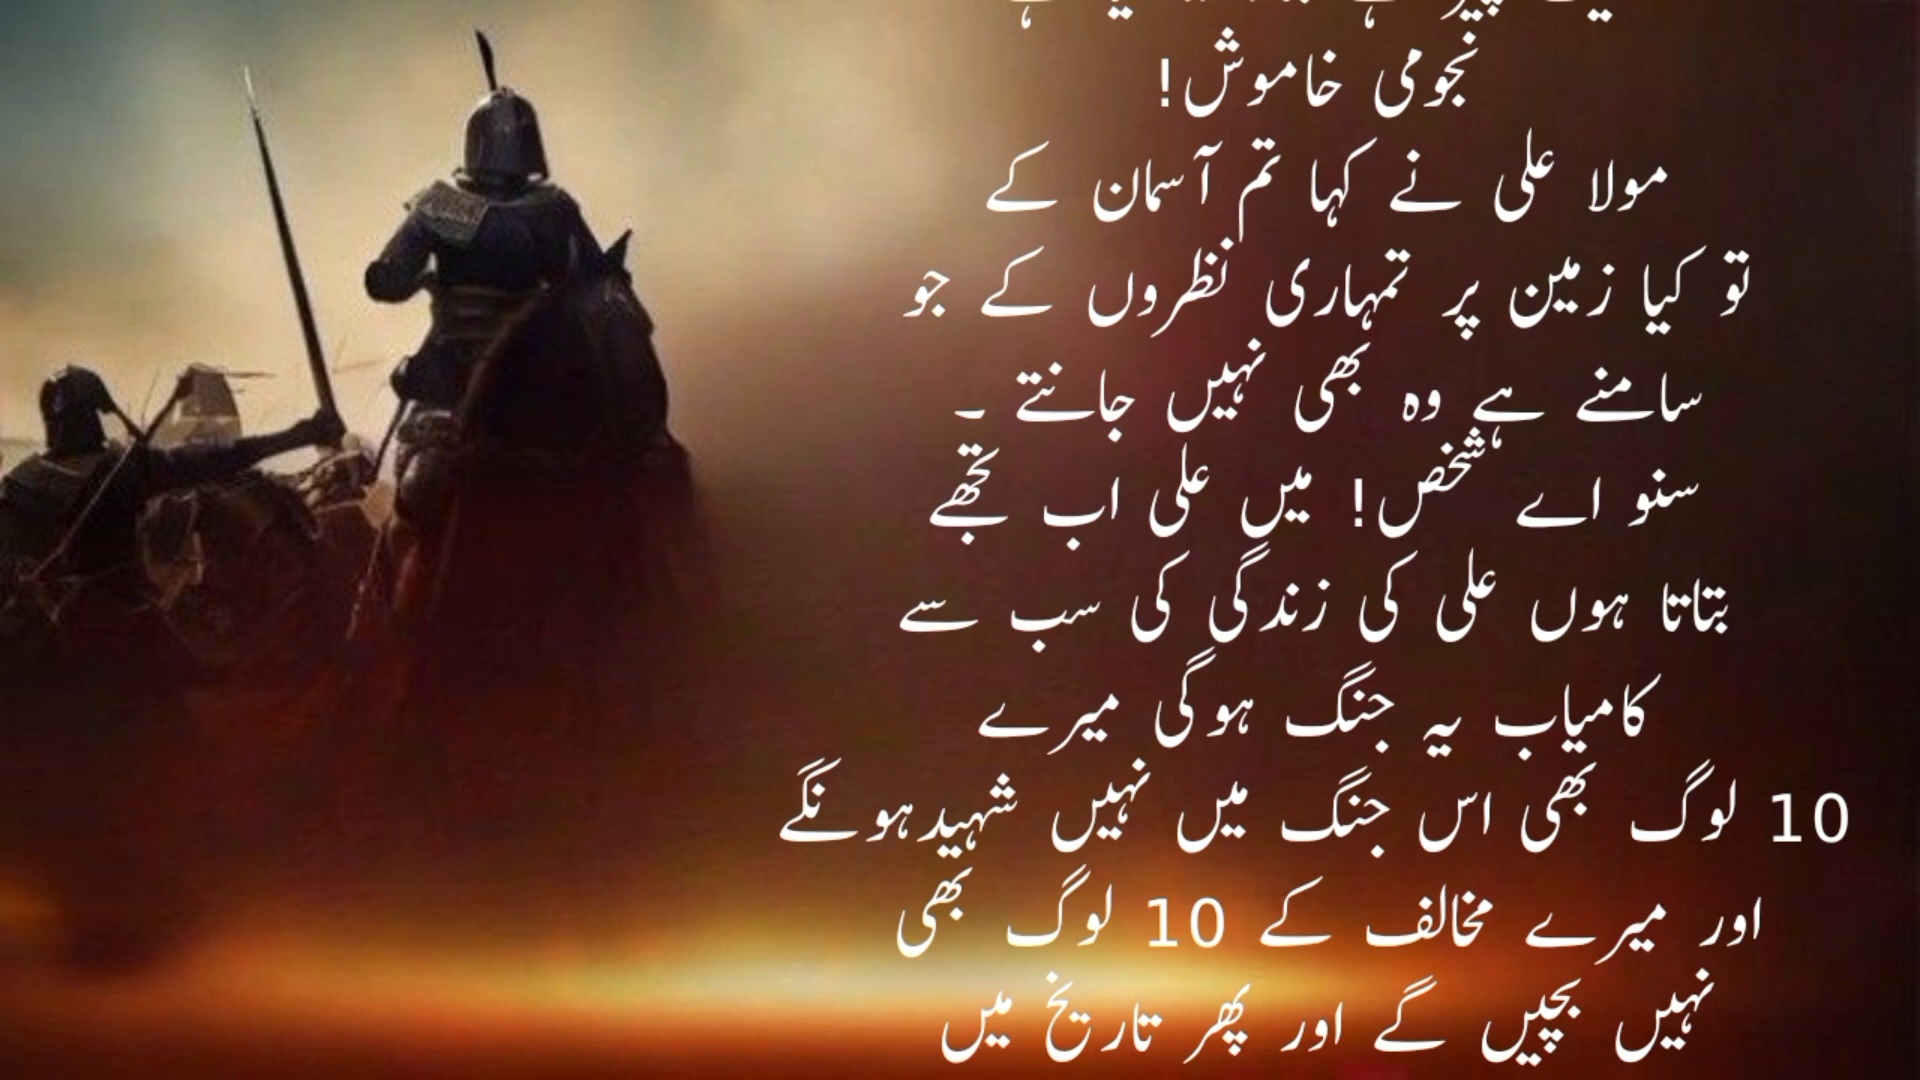 نجومی خاموش!
مولا علی نے کہا تم آسمان کے
تو کیا زمین پر تمہاری نظروں کے جو
سامنے ہے وہ بھی نہیں جانتے ۔
سنو اے شخص! میں علی اب تجھے
بتاتا ہوں علی کی زندگی کی سب سے
کامیاب یہ جنگ ہوگی میرے
10 لوگ بھی اس جنگ میں نہیں شہیدہونگے
اور میرے مخالف کے 10 لوگ بھی
نہیں بچیں گے اور پھر تاریخ میں